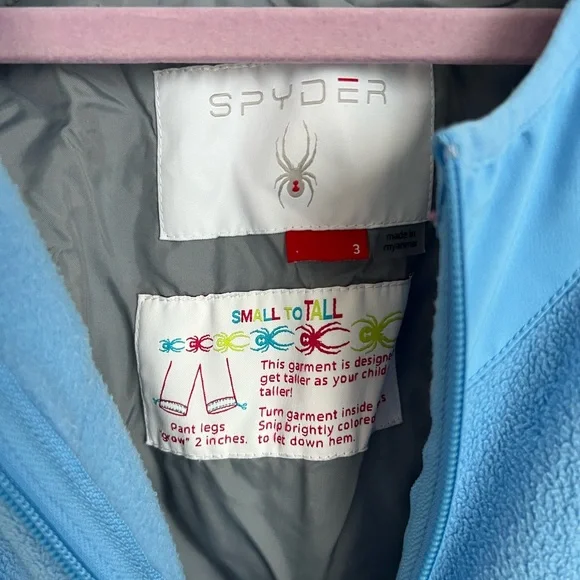 SPYDER
3
made in
myanmar
SMALL TO TALL
This garment is designe
get taller as your child
taller!
Turn garment inside
Snip brightly colored
to let down hem.
Pant legs
"grow" 2 inches.